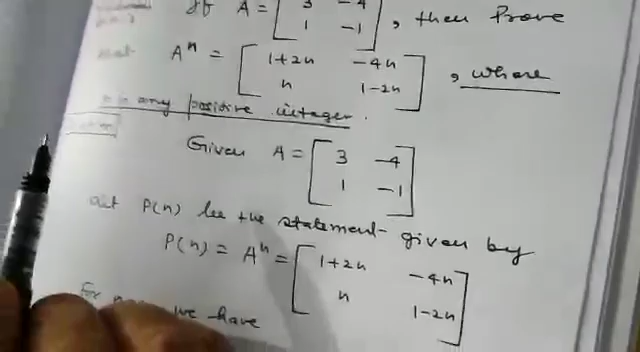 If A = [ 3 -4
1 -1 ] , then Prove
that A^n = [ 1+2n -4n
n 1-2n ] , where
n is any positive integer.
Given A = [ 3 -4
1 -1 ]
Let P(n) be the statement given by
P(n) = A^n = [ 1+2n -4n
n 1-2n ]
For we have